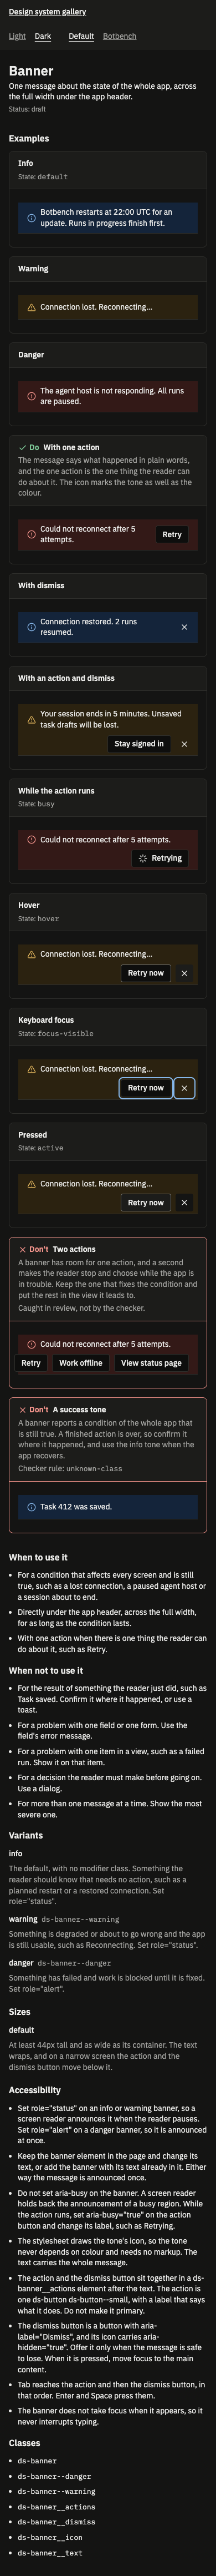 Design system gallery
Light Dark Default Botbench
Banner
One message about the state of the whole app, across
the full width under the app header.
Status: draft
Examples
Info
State: default
Botbench restarts at 22:00 UTC for an
update. Runs in progress finish first.
Warning
Connection lost. Reconnecting...
Danger
The agent host is not responding. All runs
are paused.
Do With one action
The message says what happened in plain words,
and the one action is the one thing the reader can
do about it. The icon marks the tone as well as the
colour.
Could not reconnect after 5
attempts.
Retry
With dismiss
Connection restored. 2 runs
resumed.
With an action and dismiss
Your session ends in 5 minutes. Unsaved
task drafts will be lost.
Stay signed in
While the action runs
State: busy
Could not reconnect after 5 attempts.
Retrying
Hover
State: hover
Connection lost. Reconnecting...
Retry now
Keyboard focus
State: focus-visible
Connection lost. Reconnecting...
Retry now
Pressed
State: active
Connection lost. Reconnecting...
Retry now
Don't Two actions
A banner has room for one action, and a second
makes the reader stop and choose while the app is
in trouble. Keep the one that fixes the condition and
put the rest in the view it leads to.
Caught in review, not by the checker.
Could not reconnect after 5 attempts.
Retry Work offline View status page
Don't A success tone
A banner reports a condition of the whole app that
is still true. A finished action is over, so confirm it
where it happened, and use the info tone when the
app recovers.
Checker rule: unknown-class
Task 412 was saved.
When to use it
For a condition that affects every screen and is still
true, such as a lost connection, a paused agent host or
a session about to end.
Directly under the app header, across the full width,
for as long as the condition lasts.
With one action when there is one thing the reader can
do about it, such as Retry.
When not to use it
For the result of something the reader just did, such as
Task saved. Confirm it where it happened, or use a
toast.
For a problem with one field or one form. Use the
field's error message.
For a problem with one item in a view, such as a failed
run. Show it on that item.
For a decision the reader must make before going on.
Use a dialog.
For more than one message at a time. Show the most
severe one.
Variants
info
The default, with no modifier class. Something the
reader should know that needs no action, such as a
planned restart or a restored connection. Set
role="status".
warning ds-banner--warning
Something is degraded or about to go wrong and the app
is still usable, such as Reconnecting. Set role="status".
danger ds-banner--danger
Something has failed and work is blocked until it is fixed.
Set role="alert".
Sizes
default
At least 44px tall and as wide as its container. The text
wraps, and on a narrow screen the action and the
dismiss button move below it.
Accessibility
Set role="status" on an info or warning banner, so a
screen reader announces it when the reader pauses.
Set role="alert" on a danger banner, so it is announced
at once.
Keep the banner element in the page and change its
text, or add the banner with its text already in it. Either
way the message is announced once.
Do not set aria-busy on the banner. A screen reader
holds back the announcement of a busy region. While
the action runs, set aria-busy="true" on the action
button and change its label, such as Retrying.
The stylesheet draws the tone's icon, so the tone
never depends on colour and needs no markup. The
text carries the whole message.
The action and the dismiss button sit together in a ds-
banner__actions element after the text. The action is
one ds-button ds-button--small, with a label that says
what it does. Do not make it primary.
The dismiss button is a button with aria-
label="Dismiss", and its icon carries aria-
hidden="true". Offer it only when the message is safe
to lose. When it is pressed, move focus to the main
content.
Tab reaches the action and then the dismiss button, in
that order. Enter and Space press them.
The banner does not take focus when it appears, so it
never interrupts typing.
Classes
ds-banner
ds-banner--danger
ds-banner--warning
ds-banner__actions
ds-banner__dismiss
ds-banner__icon
ds-banner__text